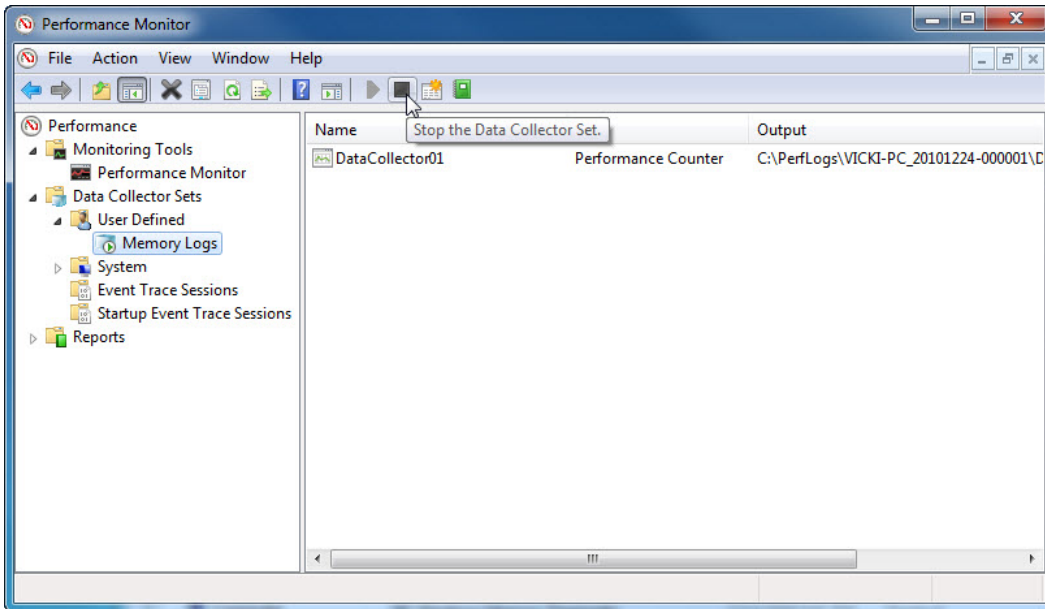 Performance Monitor
File Action View Window Help
Performance
Monitoring Tools
Performance Monitor
Data Collector Sets
User Defined
Memory Logs
System
Event Trace Sessions
Startup Event Trace Sessions
Reports
Name Output
Stop the Data Collector Set.
DataCollector01 Performance Counter C:\PerfLogs\VICKI-PC_20101224-000001\D